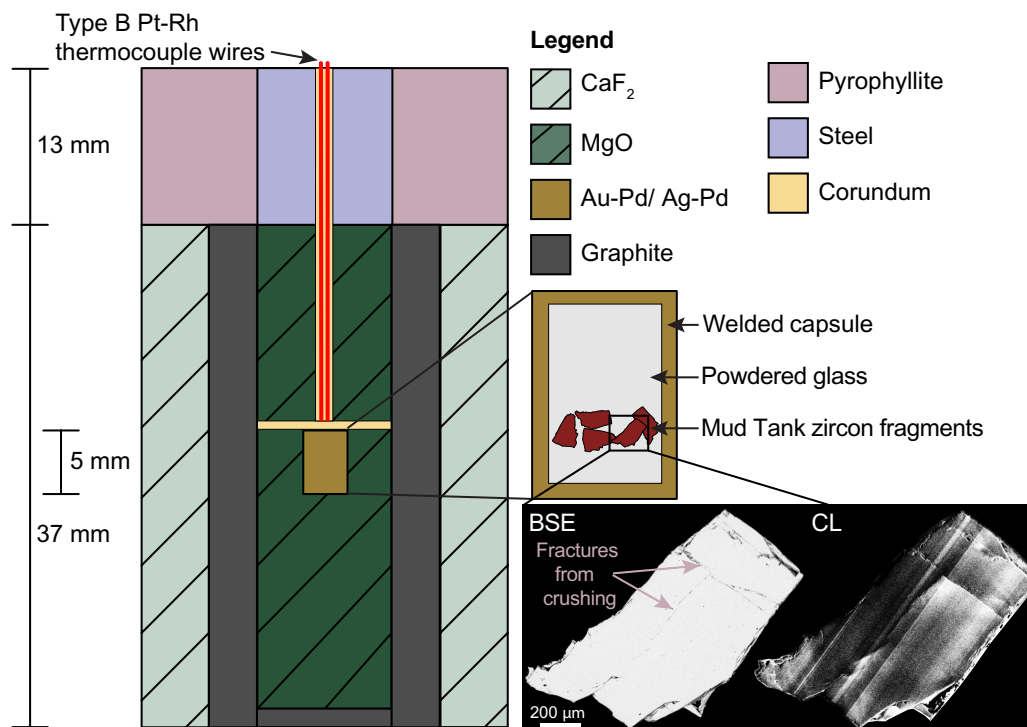 Type B Pt-Rh
thermocouple wires
13 mm
5 mm
37 mm
Legend
CaF₂
MgO
Au-Pd/ Ag-Pd
Graphite
Pyrophyllite
Steel
Corundum
Welded capsule
Powdered glass
Mud Tank zircon fragments
BSE
Fractures
from
crushing
200 µm
CL